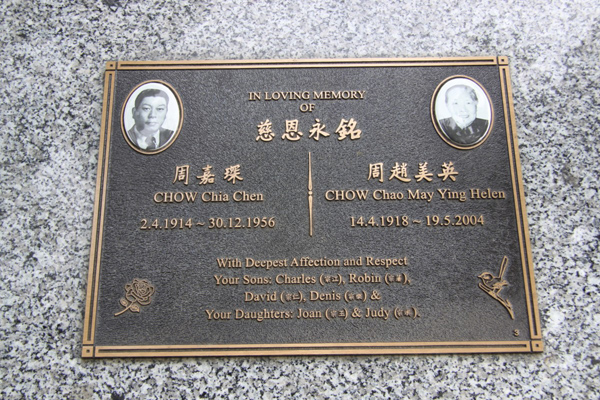 IN LOVING MEMORY
OF
慈恩永銘
周嘉琛
CHOW Chia Chen
2.4.1914 ~ 30.12.1956
周趙美英
CHOW Chao May Ying Helen
14.4.1918 ~ 19.5.2004
With Deepest Affection and Respect
Your Sons: Charles ( ), Robin ( ),
David ( ), Denis ( ) &
Your Daughters: Joan ( ) & Judy ( ).